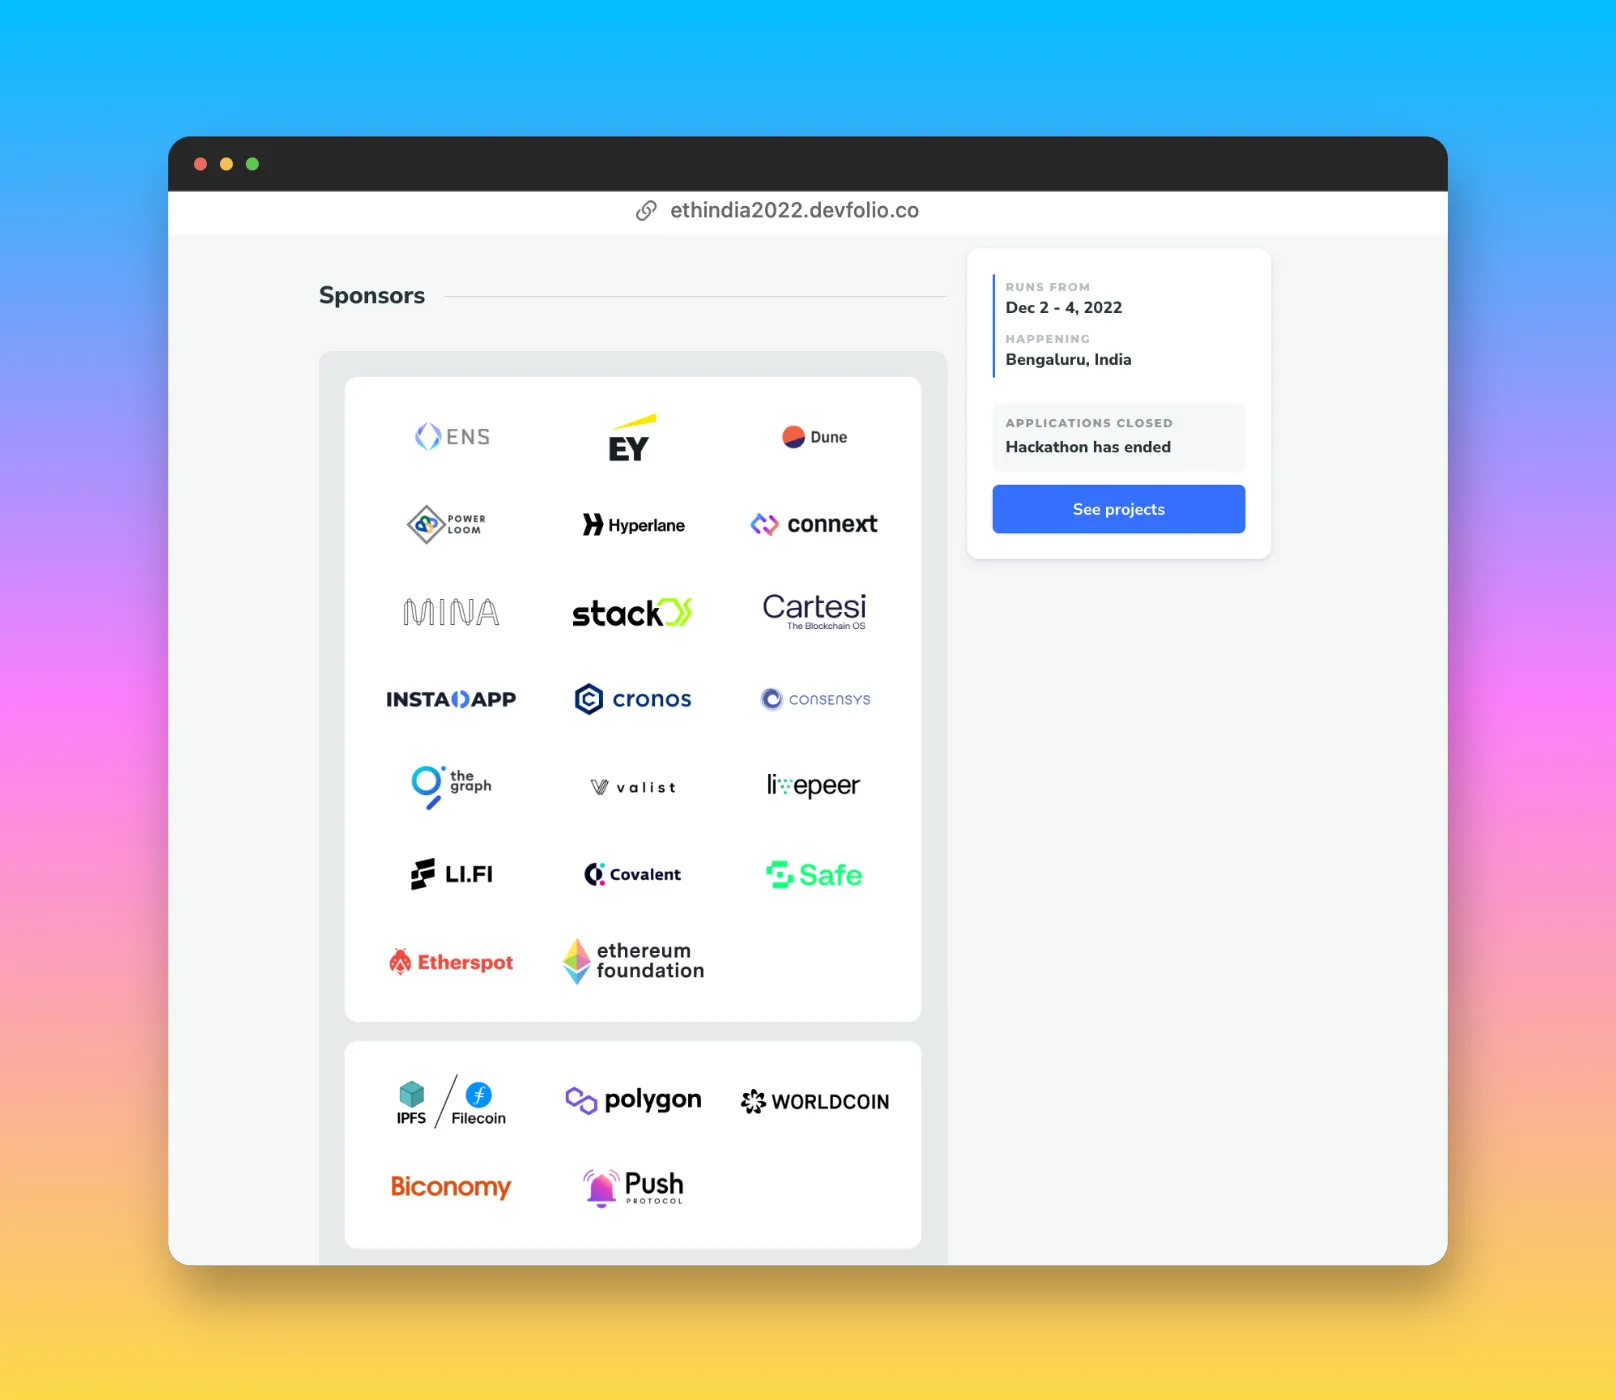 ethindia2022.devfolio.co
Sponsors
ENS
EY
Dune
POWER
LOOM
Hyperlane
connext
MINA
stack
Cartesi
The Blockchain OS
INSTADAPP
cronos
CONSENSYS
the
graph
valist
livepeer
LI.FI
Covalent
Safe
Etherspot
ethereum
foundation
IPFS
Filecoin
polygon
WORLDCOIN
Biconomy
Push
PROTOCOL
RUNS FROM
Dec 2 - 4, 2022
HAPPENING
Bengaluru, India
APPLICATIONS CLOSED
Hackathon has ended
See projects